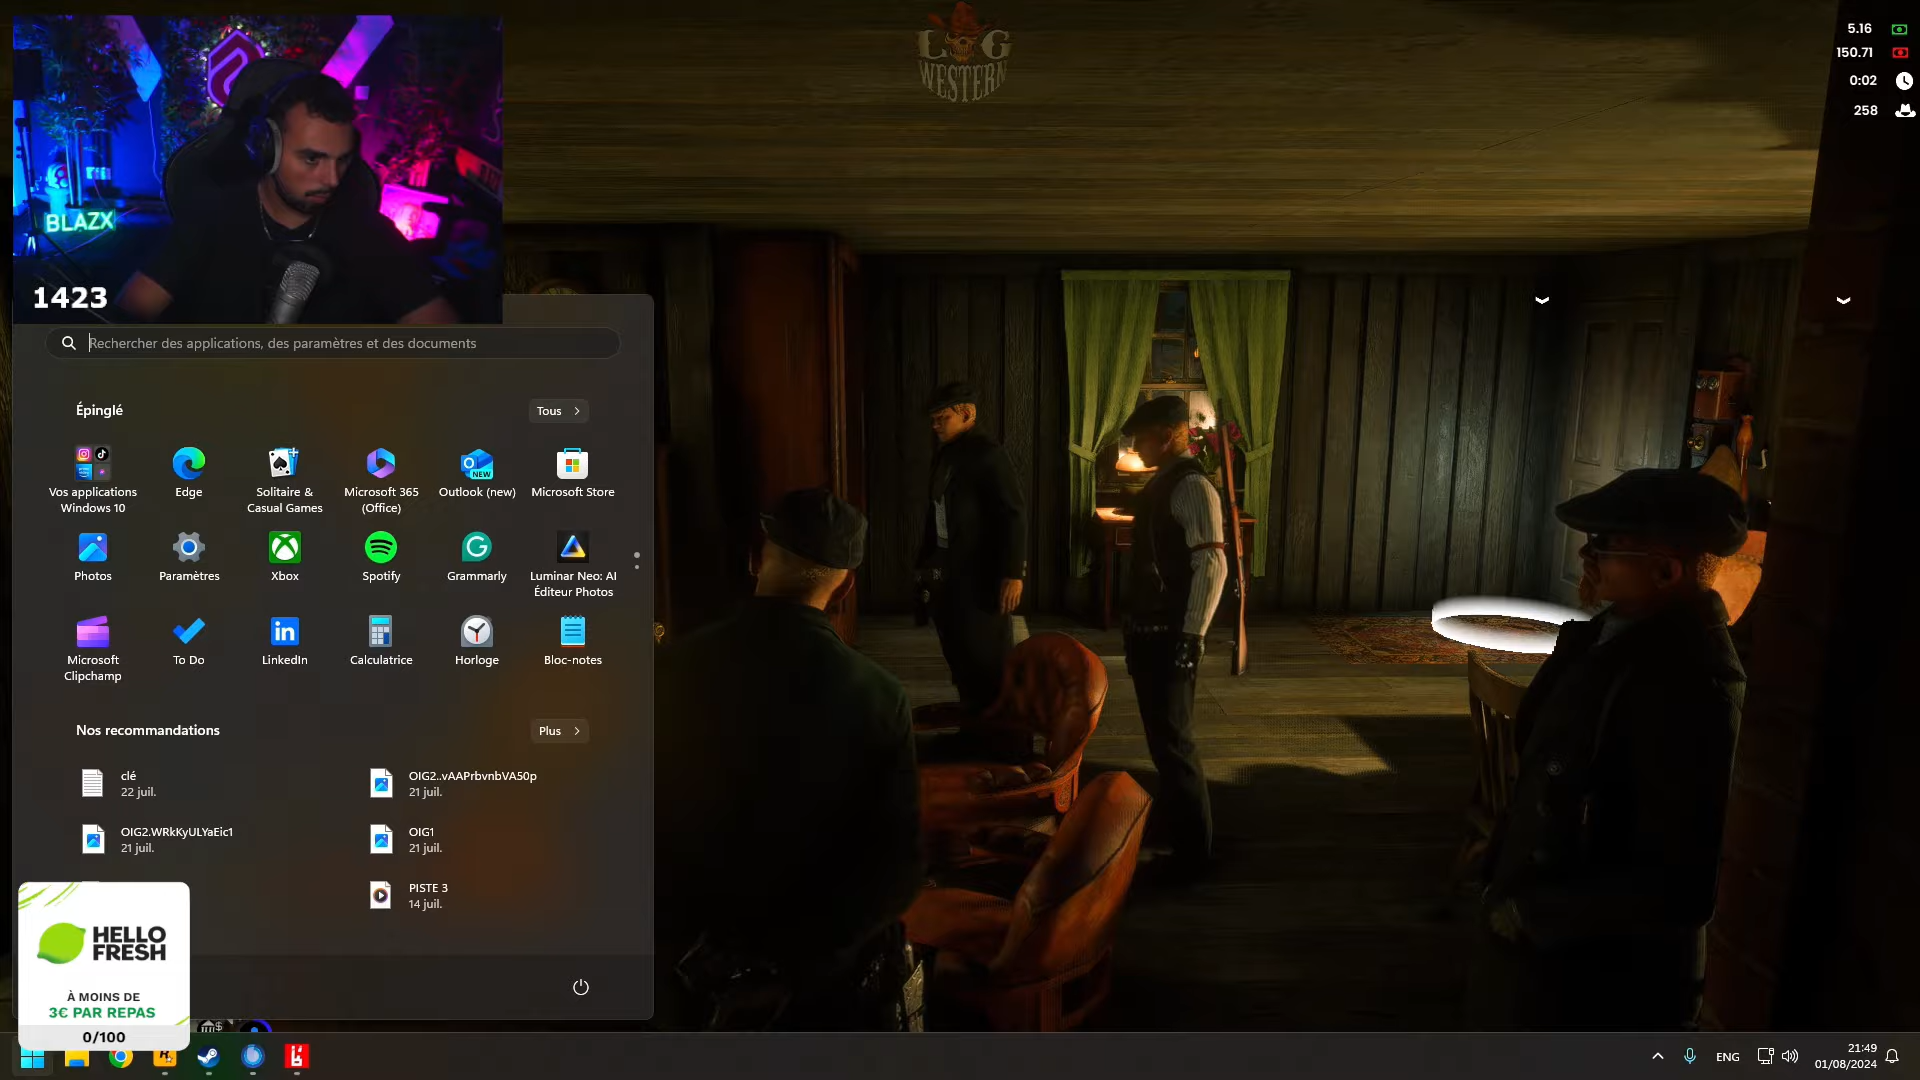 LG
WESTERN
5.16
150.71
0:02
258
BLAZX
1423
Rechercher des applications, des paramètres et des documents
Épinglé
Tous
Vos applications
Windows 10
Edge
Solitaire &
Casual Games
Microsoft 365
(Office)
Outlook (new)
NEW
Microsoft Store
Photos
Paramètres
Xbox
Spotify
Grammarly
Luminar Neo: AI
Éditeur Photos
Microsoft
Clipchamp
To Do
LinkedIn
Calculatrice
Horloge
Bloc-notes
Nos recommandations
Plus
clé
22 juil.
OIG2..vAAPrbvnbVA50p
21 juil.
OIG2.WRkKyULYaEic1
21 juil.
OIG1
21 juil.
PISTE 3
14 juil.
HELLO
FRESH
À MOINS DE
3€ PAR REPAS
0/100
ENG
21:49
01/08/2024